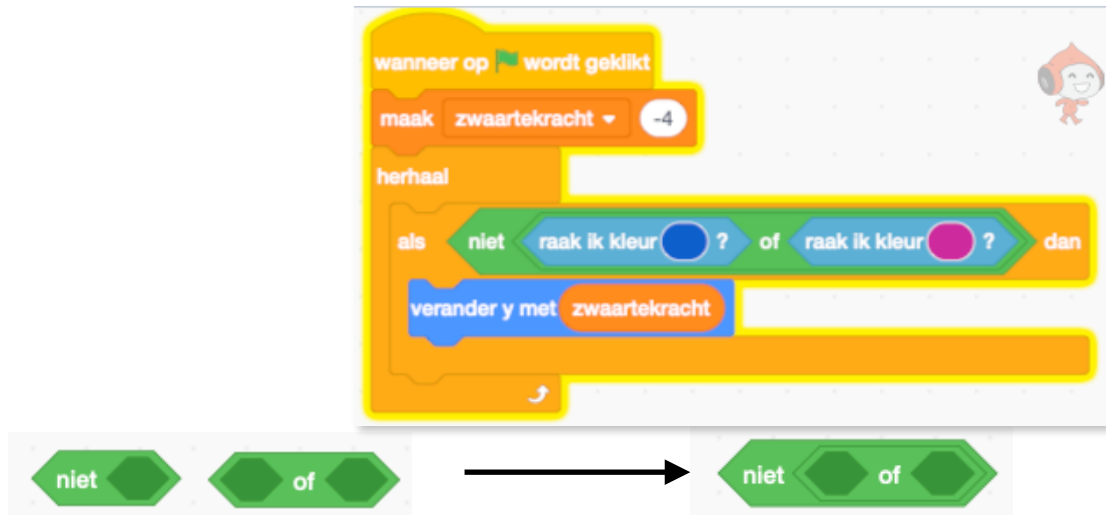 wanneer op wordt geklikt
maak zwaartekracht -4
herhaal
als niet raak ik kleur ? of raak ik kleur ? dan
verander y met zwaartekracht
niet of niet of